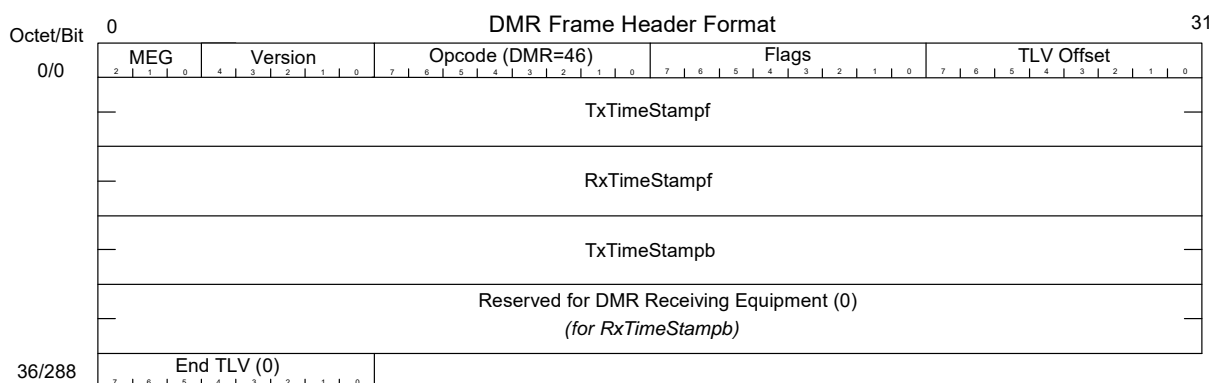 DMR Frame Header Format
Octet/Bit 0 31
MEG Version Opcode (DMR=46) Flags TLV Offset
0/0 2 1 0 4 3 2 1 0 7 6 5 4 3 2 1 0 7 6 5 4 3 2 1 0 7 6 5 4 3 2 1 0
TxTimeStampf
RxTimeStampf
TxTimeStampb
Reserved for DMR Receiving Equipment (0)
(for RxTimeStampb)
36/288 End TLV (0)
7 6 5 4 3 2 1 0